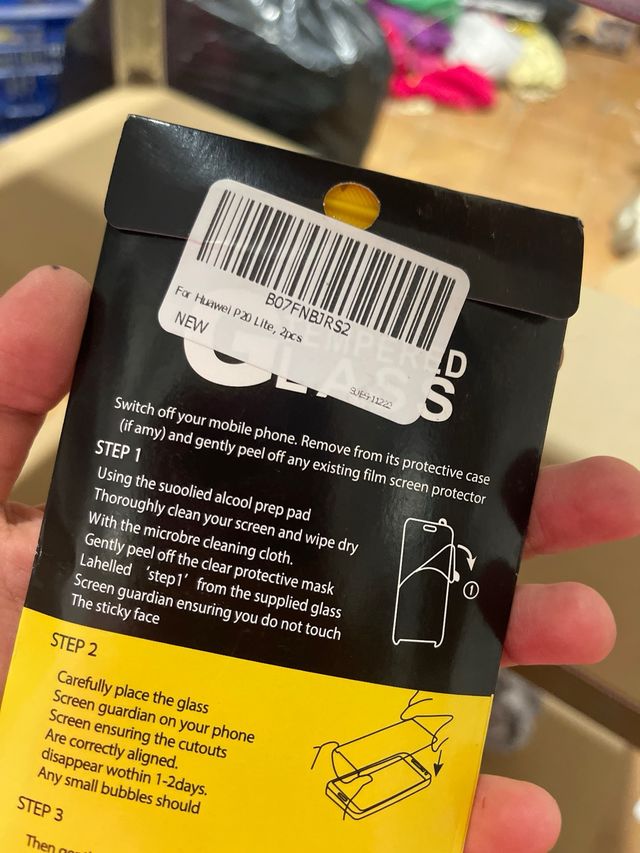 B07FNBJRS2
For Huawei P20 Lite, 2pcs
NEW
TEMPERED
GLASS
Switch off your mobile phone. Remove from its protective case
(if amy) and gently peel off any existing film screen protector
STEP 1
Using the suoolied alcool prep pad
Thoroughly clean your screen and wipe dry
With the microbre cleaning cloth.
Gently peel off the clear protective mask
Lahelled 'step1' from the supplied glass
Screen guardian ensuring you do not touch
The sticky face
1
STEP 2
Carefully place the glass
Screen guardian on your phone
Screen ensuring the cutouts
Are correctly aligned.
disappear wothin 1-2days.
Any small bubbles should
STEP 3
Then